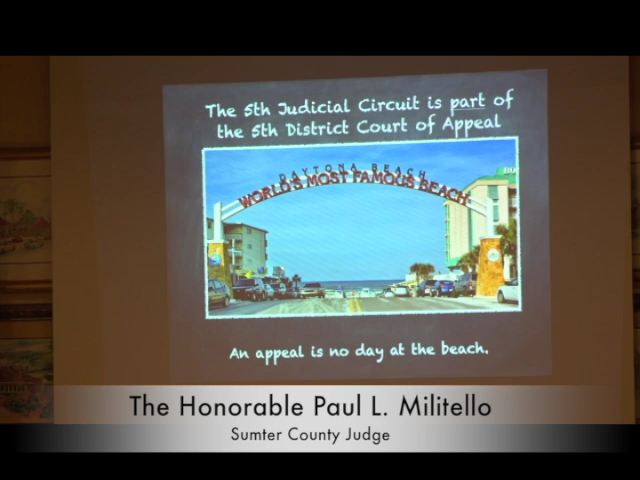 The 5th Judicial Circuit is part of
the 5th District Court of Appeal
DAYTONA BEACH
WORLD'S MOST FAMOUS BEACH
An appeal is no day at the beach.
The Honorable Paul L. Militello
Sumter County Judge